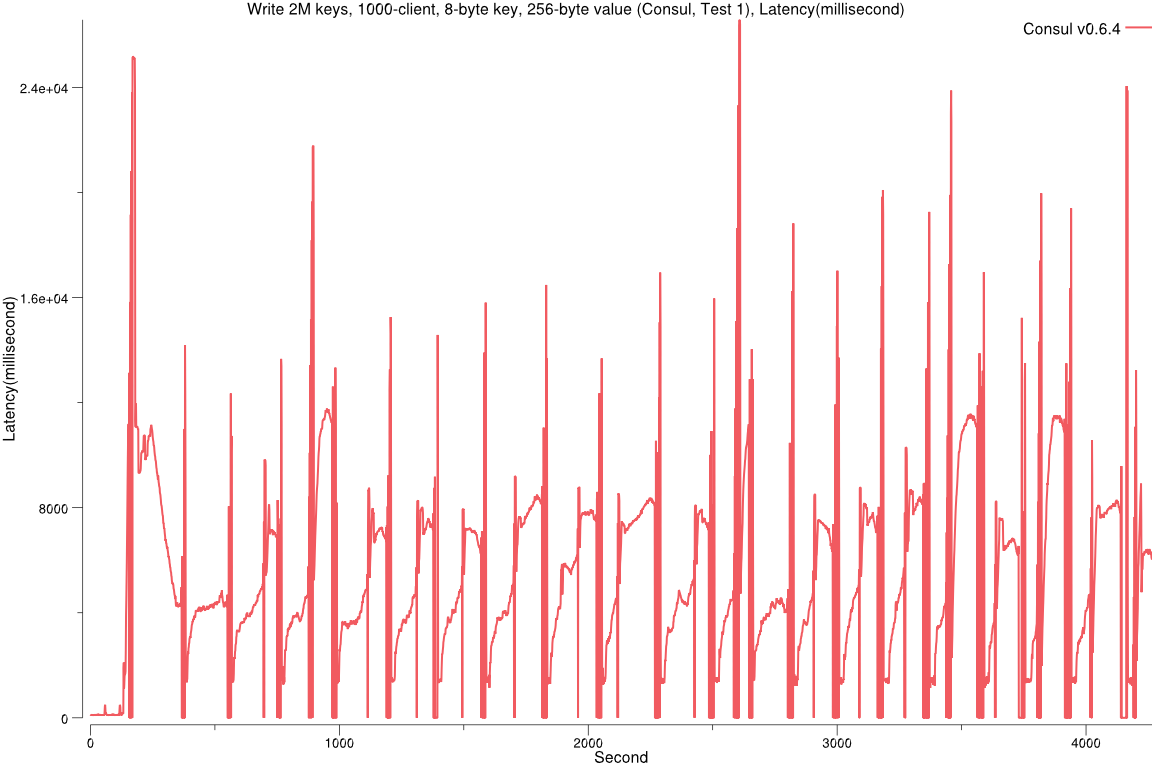 Write 2M keys, 1000-client, 8-byte key, 256-byte value (Consul, Test 1), Latency(millisecond)
Consul v0.6.4
2.4e+04
1.6e+04
8000
0
Latency(millisecond)
0 1000 2000 3000 4000
Second